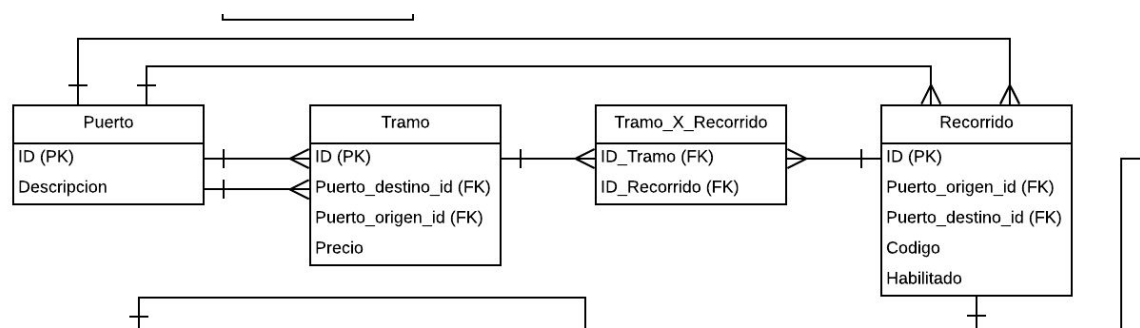 Puerto
ID (PK)
Descripcion
Tramo
ID (PK)
Puerto_destino_id (FK)
Puerto_origen_id (FK)
Precio
Tramo_X_Recorrido
ID_Tramo (FK)
ID_Recorrido (FK)
Recorrido
ID (PK)
Puerto_origen_id (FK)
Puerto_destino_id (FK)
Codigo
Habilitado